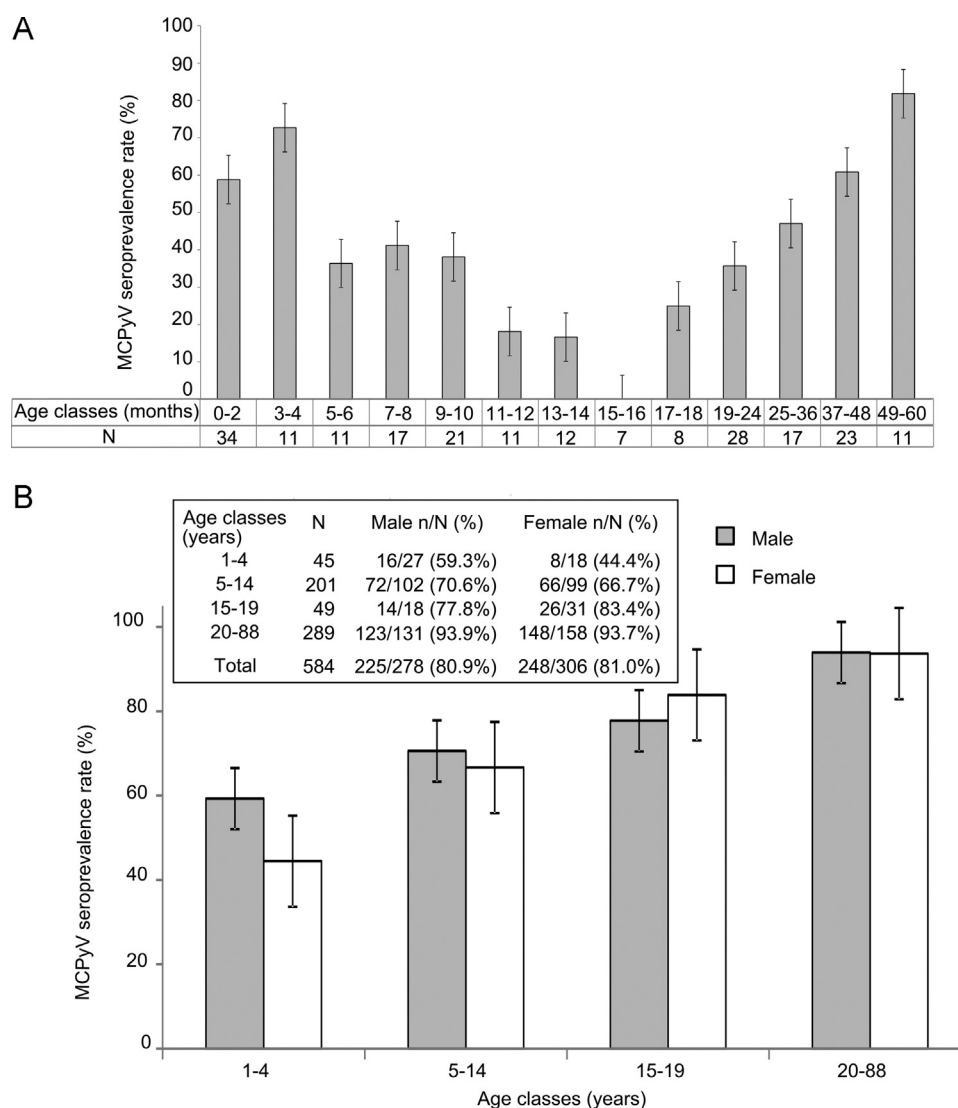 A
MCPyV seroprevalence rate (%)
100
90
80
70
60
50
40
30
20
10
0
Age classes (months) 0-2 3-4 5-6 7-8 9-10 11-12 13-14 15-16 17-18 19-24 25-36 37-48 49-60
N 34 11 11 17 21 11 12 7 8 28 17 23 11
B
Age classes (years) N Male n/N (%) Female n/N (%)
1-4 45 16/27 (59.3%) 8/18 (44.4%)
5-14 201 72/102 (70.6%) 66/99 (66.7%)
15-19 49 14/18 (77.8%) 26/31 (83.4%)
20-88 289 123/131 (93.9%) 148/158 (93.7%)
Total 584 225/278 (80.9%) 248/306 (81.0%)
Male
Female
MCPyV seroprevalence rate (%)
100
80
60
40
20
0
1-4 5-14 15-19 20-88
Age classes (years)